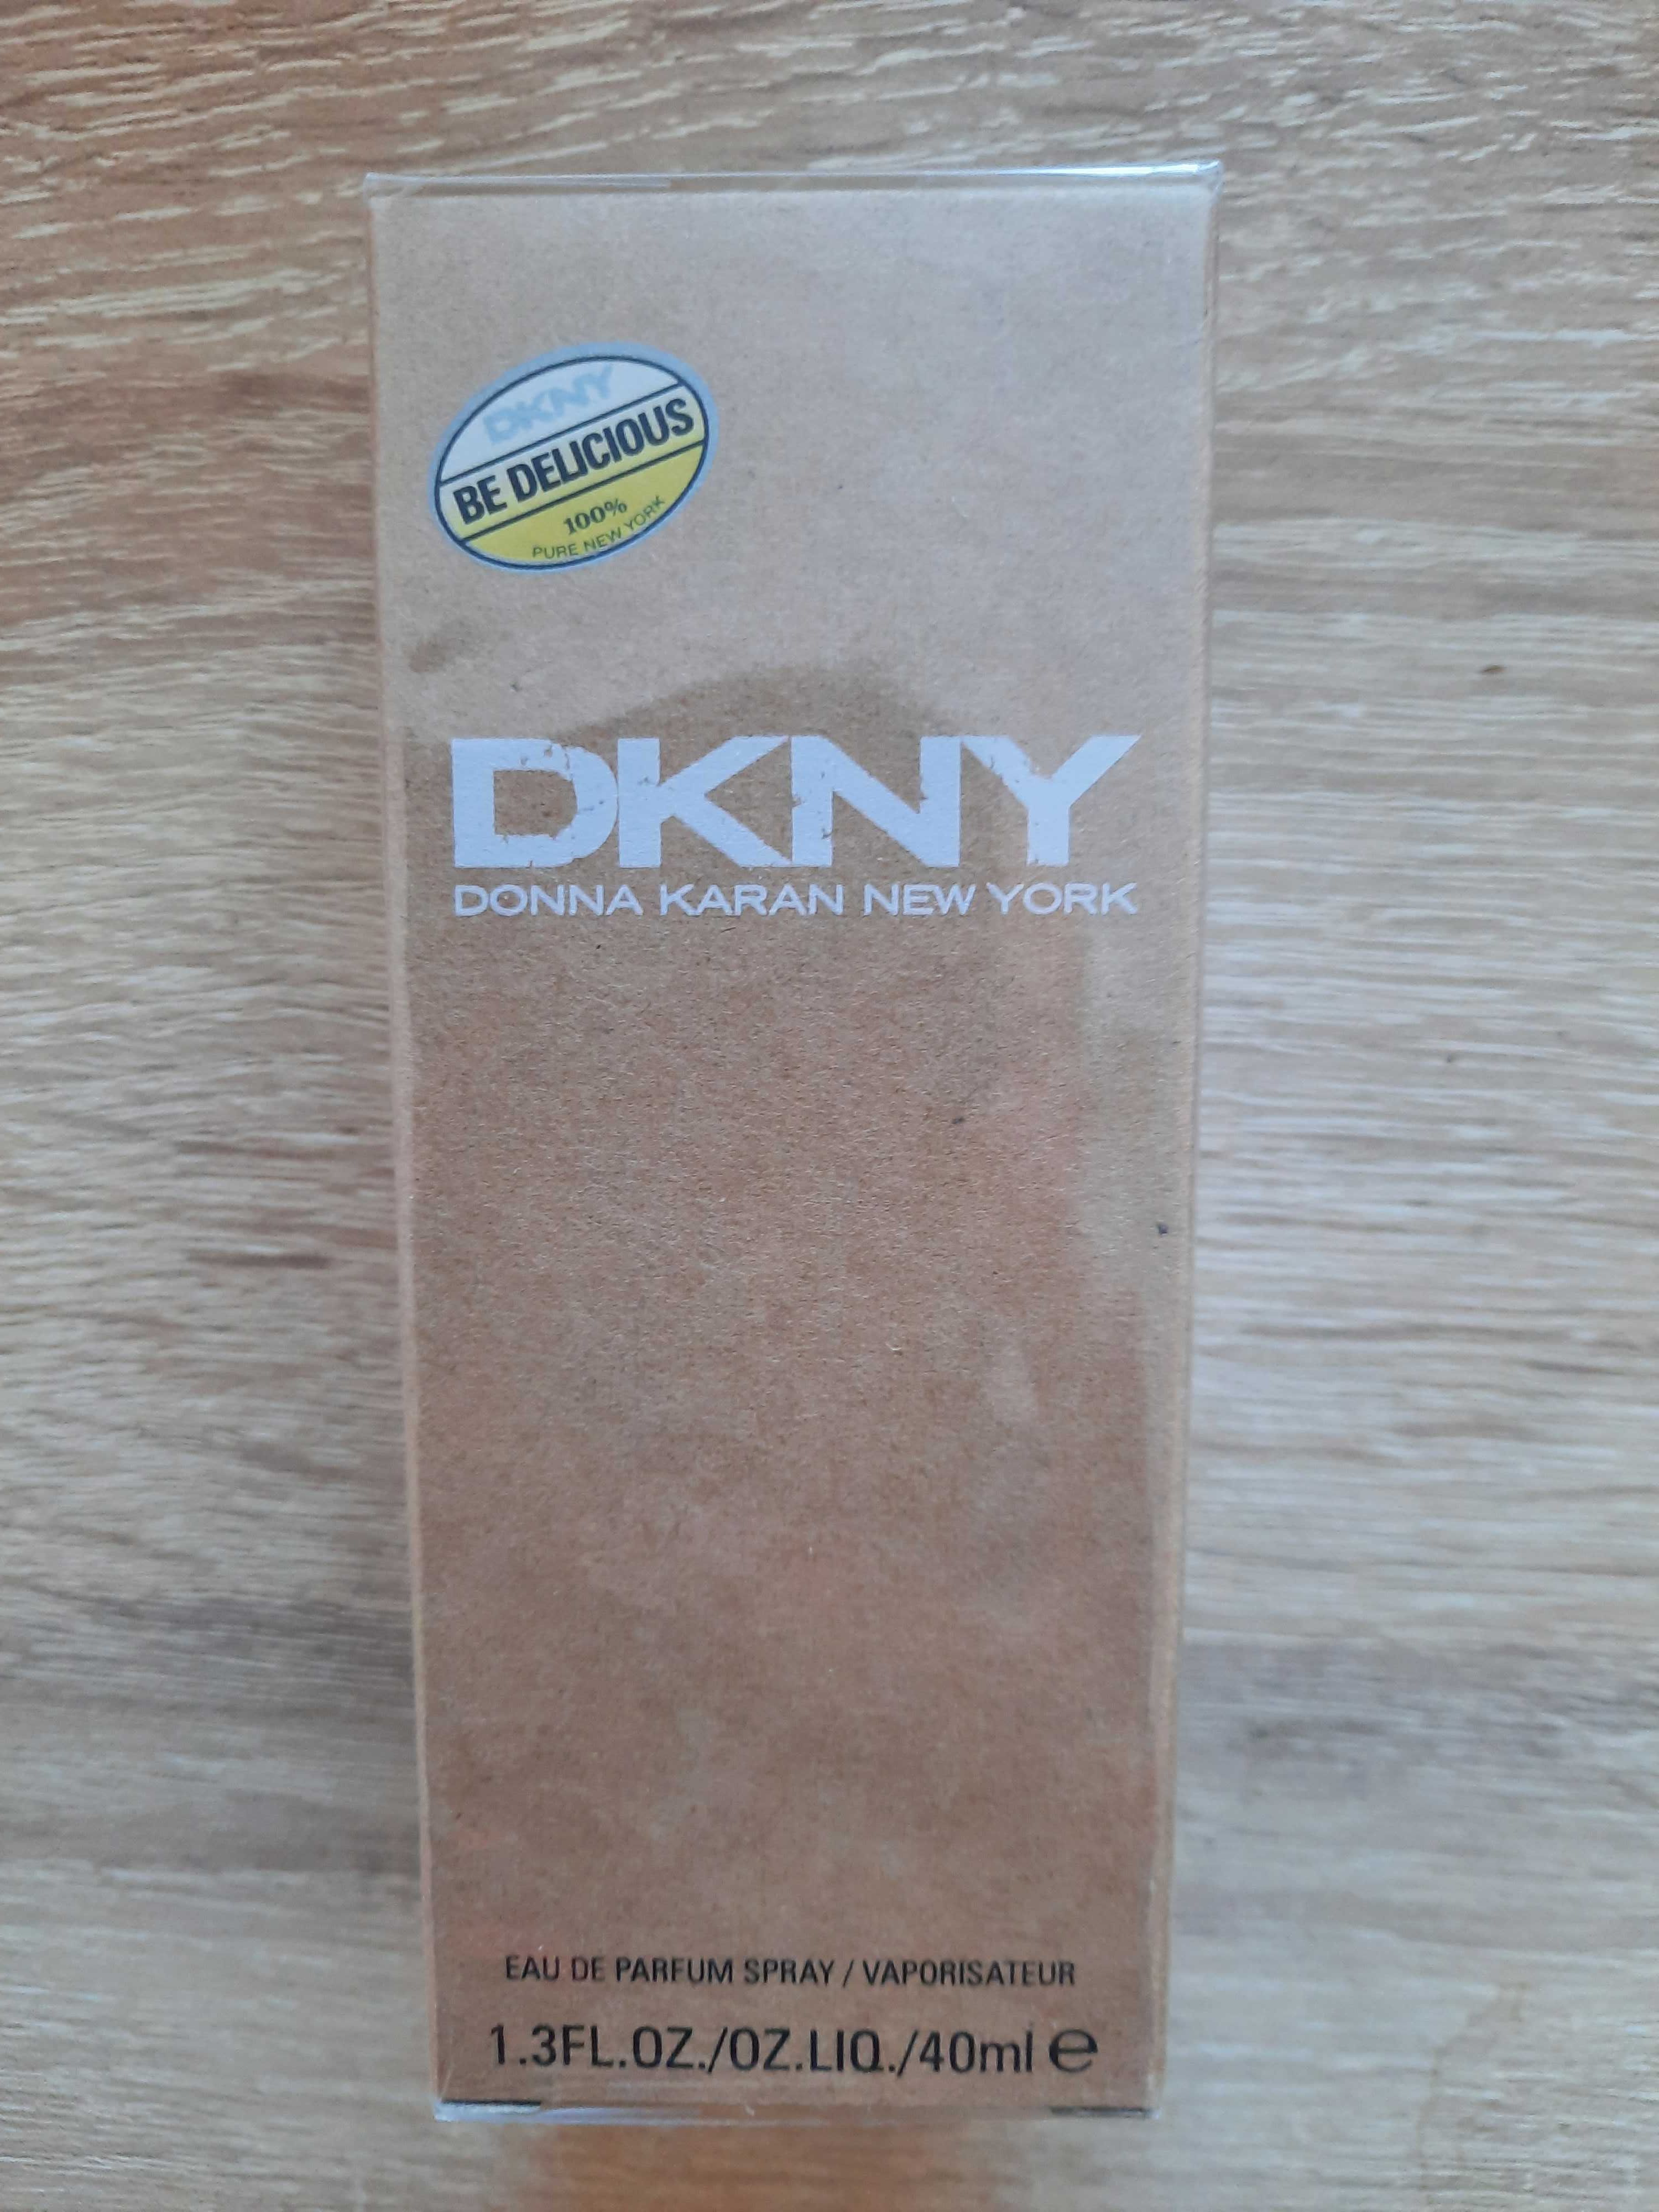 DKNY
BE DELICIOUS
100%
PURE NEW YORK
DKNY
DONNA KARAN NEW YORK
EAU DE PARFUM SPRAY / VAPORISATEUR
1.3FL.OZ./OZ.LIQ./40ml e